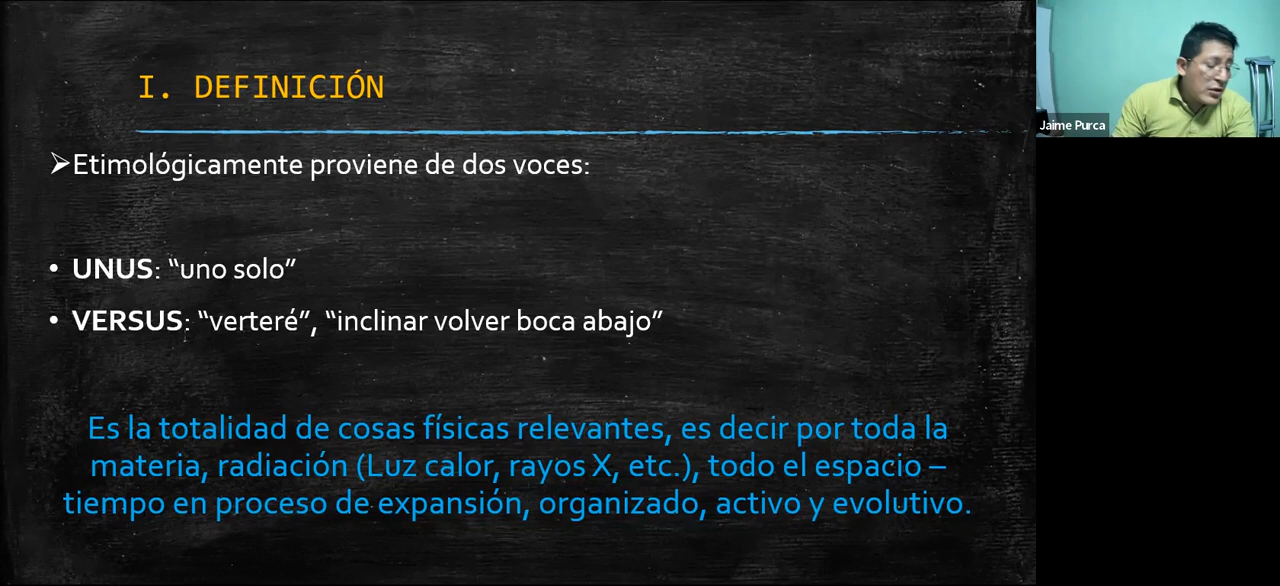 I. DEFINICIÓN
➢Etimológicamente proviene de dos voces:
• UNUS: “uno solo”
• VERSUS: “verteré”, “inclinar volver boca abajo”
Es la totalidad de cosas físicas relevantes, es decir por toda la
materia, radiación (Luz calor, rayos X, etc.), todo el espacio –
tiempo en proceso de expansión, organizado, activo y evolutivo.
Jaime Purca